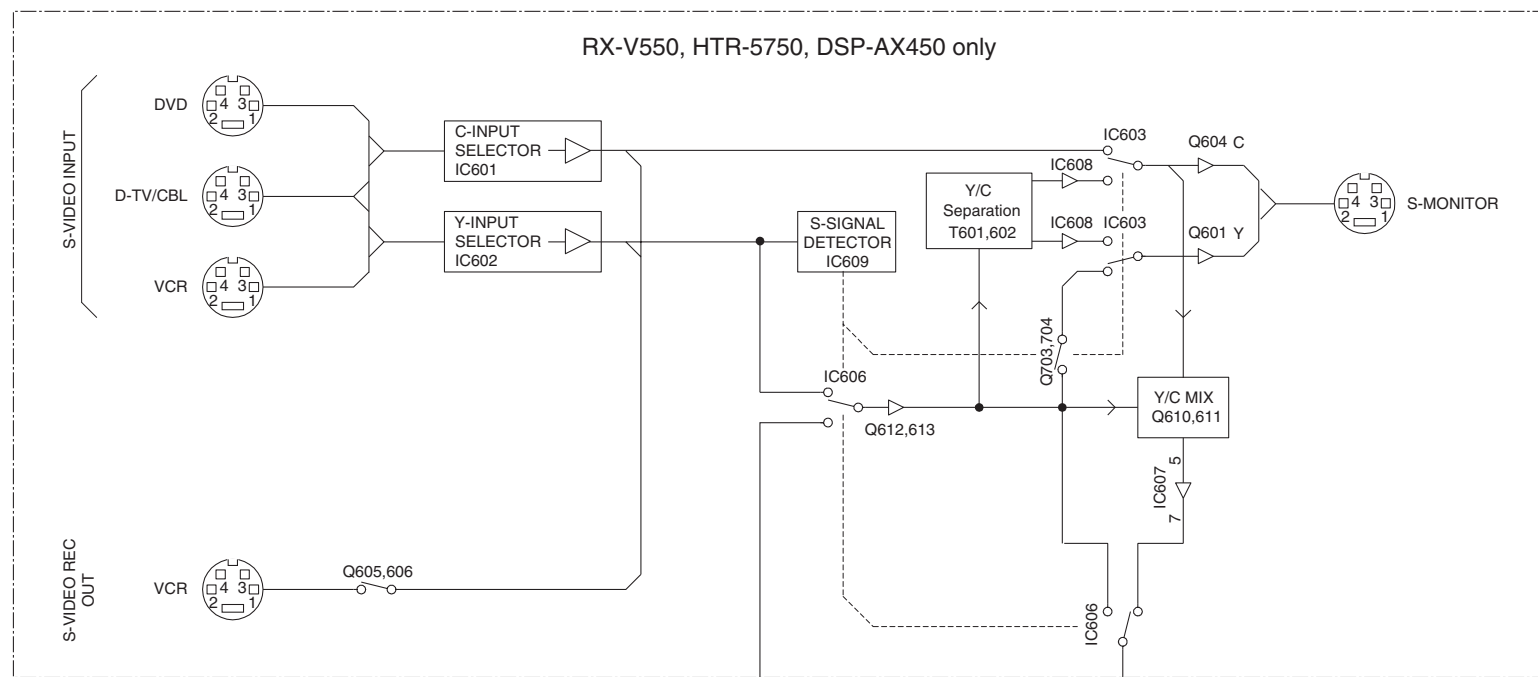 RX-V550, HTR-5750, DSP-AX450 only
S-VIDEO INPUT
DVD
4 3
2 1
D-TV/CBL
4 3
2 1
VCR
4 3
2 1
C-INPUT
SELECTOR
IC601
Y-INPUT
SELECTOR
IC602
S-SIGNAL
DETECTOR
IC609
Y/C
Separation
T601,602
IC608
IC608
IC603
IC603
Q604 C
Q601 Y
4 3
2 1
S-MONITOR
Q703,704
IC606
Q612,613
Y/C MIX
Q610,611
5
IC607
7
S-VIDEO REC
OUT
VCR
4 3
2 1
Q605,606
IC606